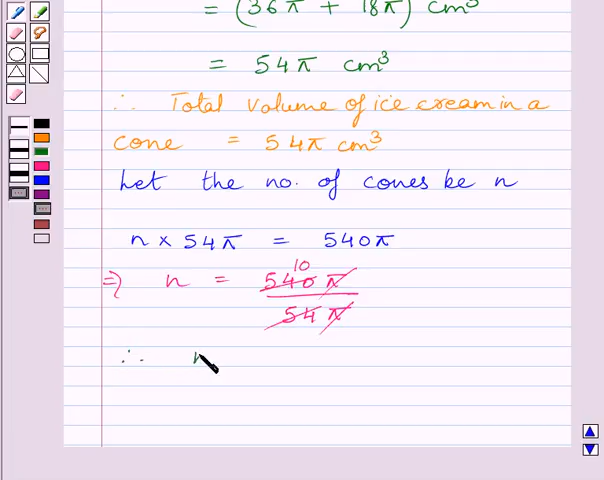 = (36π + 18π) cm³
= 54π cm³
∴ Total volume of ice cream in a
cone = 54π cm³
Let the no. of cones be n
n × 54π = 540π
⇒ n = 540π / 54π 10
∴